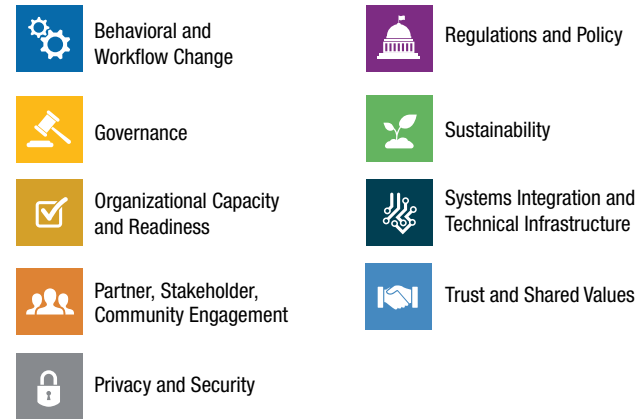 Behavioral and
Workflow Change
Governance
Organizational Capacity
and Readiness
Partner, Stakeholder,
Community Engagement
Privacy and Security
Regulations and Policy
Sustainability
Systems Integration and
Technical Infrastructure
Trust and Shared Values